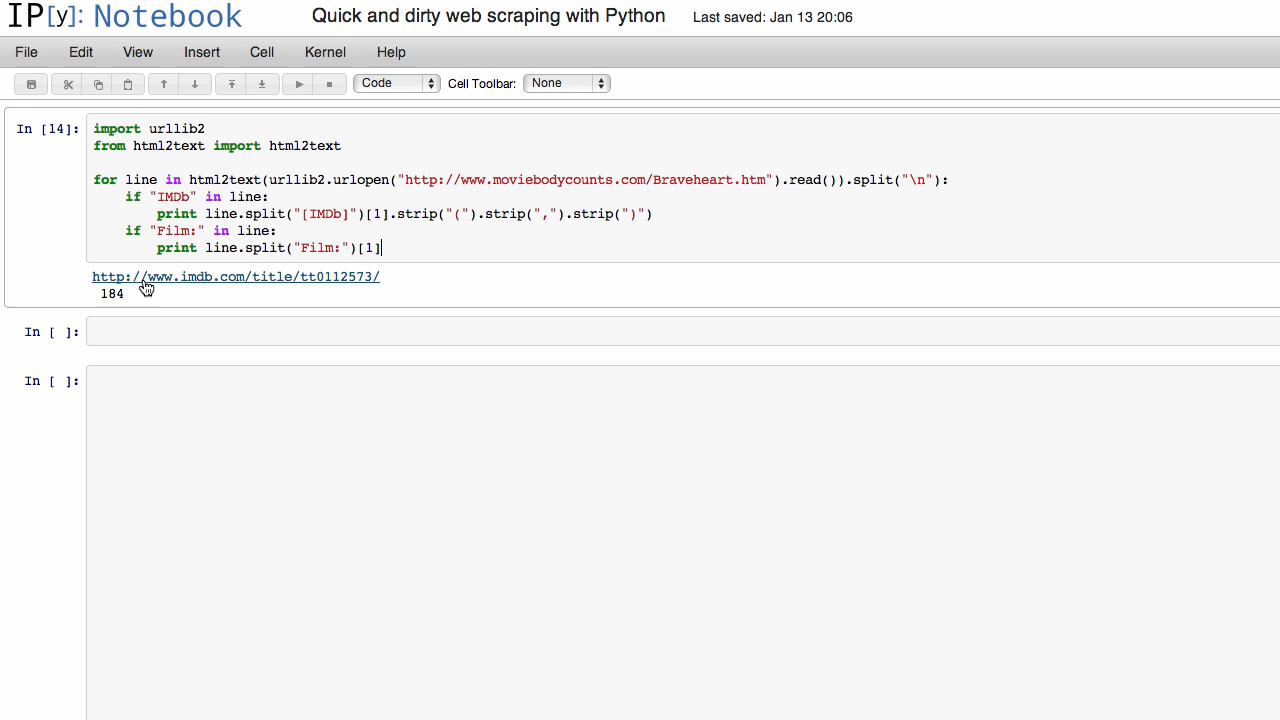 IP[y]: Notebook Quick and dirty web scraping with Python Last saved: Jan 13 20:06
File Edit View Insert Cell Kernel Help
Code Cell Toolbar: None
In [14]: import urllib2
from html2text import html2text
for line in html2text(urllib2.urlopen("http://www.moviebodycounts.com/Braveheart.htm").read()).split("\n"):
    if "IMDb" in line:
        print line.split("[IMDb]")[1].strip("(").strip(",").strip(")")
    if "Film:" in line:
        print line.split("Film:")[1]
http://www.imdb.com/title/tt0112573/
184
In [ ]:
In [ ]: